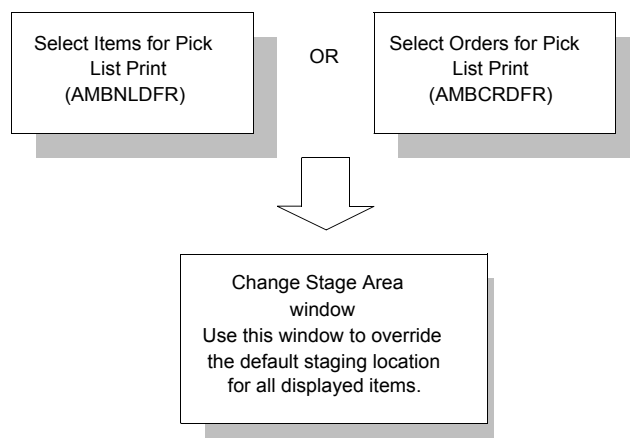 Select Items for Pick
List Print
(AMBNLDFR)
OR
Select Orders for Pick
List Print
(AMBCRDFR)
Change Stage Area
window
Use this window to override
the default staging location
for all displayed items.